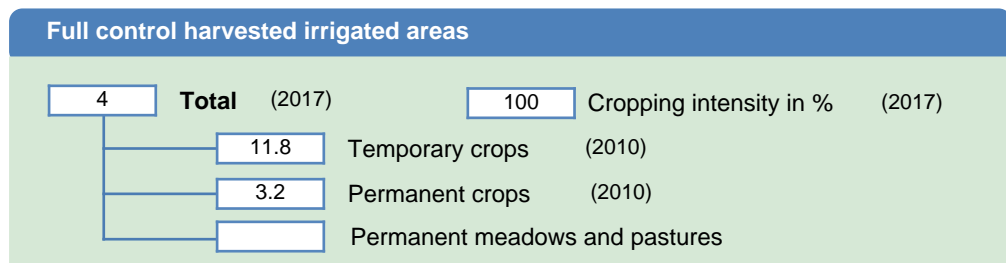 Full control harvested irrigated areas
4 Total (2017) 100 Cropping intensity in % (2017)
11.8 Temporary crops (2010)
3.2 Permanent crops (2010)
Permanent meadows and pastures